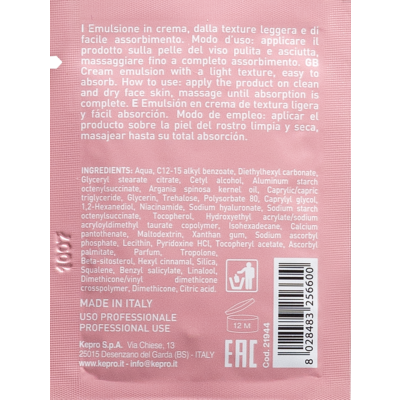 I Emulsione in crema, dalla texture leggera e di
facile assorbimento. Modo d'uso: applicare il
prodotto sulla pelle del viso pulita e asciutta,
massaggiare fino a completo assorbimento. GB
Cream emulsion with a light texture, easy to
absorb. How to use: apply the product on clean
and dry face skin, massage until absorption is
complete. E Emulsión en crema de textura ligera
y fácil absorción. Modo de empleo: aplicar el
producto sobre la piel del rostro limpia y seca,
masajear hasta su total absorción.
INGREDIENTS: Aqua, C12-15 alkyl benzoate, Diethylhexyl carbonate,
Glyceryl stearate citrate, Cetyl alcohol, Aluminum starch
octenylsuccinate, Argania spinosa kernel oil, Caprylic/capric
triglyceride, Glycerin, Trehalose, Polysorbate 80, Caprylyl glycol,
1,2-Hexanediol, Niacinamide, Sodium hyaluronate, Sodium starch
octenylsuccinate, Tocopherol, Hydroxyethyl acrylate/sodium
acryloyldimethyl taurate copolymer, Isohexadecane, Calcium
pantothenate, Maltodextrin, Xanthan gum, Sodium ascorbyl
phosphate, Lecithin, Pyridoxine HCl, Tocopheryl acetate, Ascorbyl
palmitate, Parfum, Tropolone,
Beta-sitosterol, Hexyl cinnamal, Silica,
Squalene, Benzyl salicylate, Linalool,
Dimethicone/vinyl dimethicone
crosspolymer, Dimethicone, Citric acid.
MADE IN ITALY
USO PROFESSIONALE
PROFESSIONAL USE
Kepro S.p.A. Via Chiese, 13
25015 Desenzano del Garda (BS) - ITALY
www.kepro.it info@kepro.it
12 M
EAC
Cod. 21944
8 028483 256600